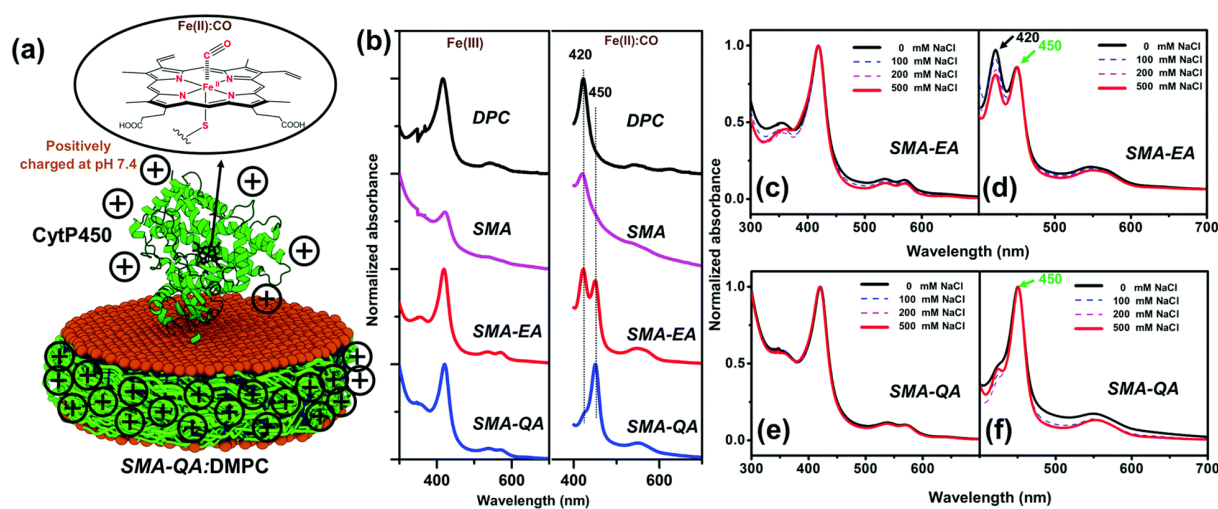 (a)
Fe(II):CO
C
O
N
N
Fe
II
N
N
S
HOOC
COOH
Positively
charged at pH 7.4
CytP450
SMA-QA:DMPC
(b)
Normalized absorbance
Fe(III)
DPC
SMA
SMA-EA
SMA-QA
400
600
Fe(II):CO
420
450
DPC
SMA
SMA-EA
SMA-QA
400
600
Wavelength (nm)
Normalized absorbance
1.0
0.5
0.0
0 mM NaCl
100 mM NaCl
200 mM NaCl
500 mM NaCl
SMA-EA
(c)
300
400
500
600
420
450
0 mM NaCl
100 mM NaCl
200 mM NaCl
500 mM NaCl
SMA-EA
(d)
500
600
700
Wavelength (nm)
Normalized absorbance
1.0
0.5
0.0
0 mM NaCl
100 mM NaCl
200 mM NaCl
500 mM NaCl
SMA-QA
(e)
300
400
500
600
450
0 mM NaCl
100 mM NaCl
200 mM NaCl
500 mM NaCl
SMA-QA
(f)
500
600
700
Wavelength (nm)